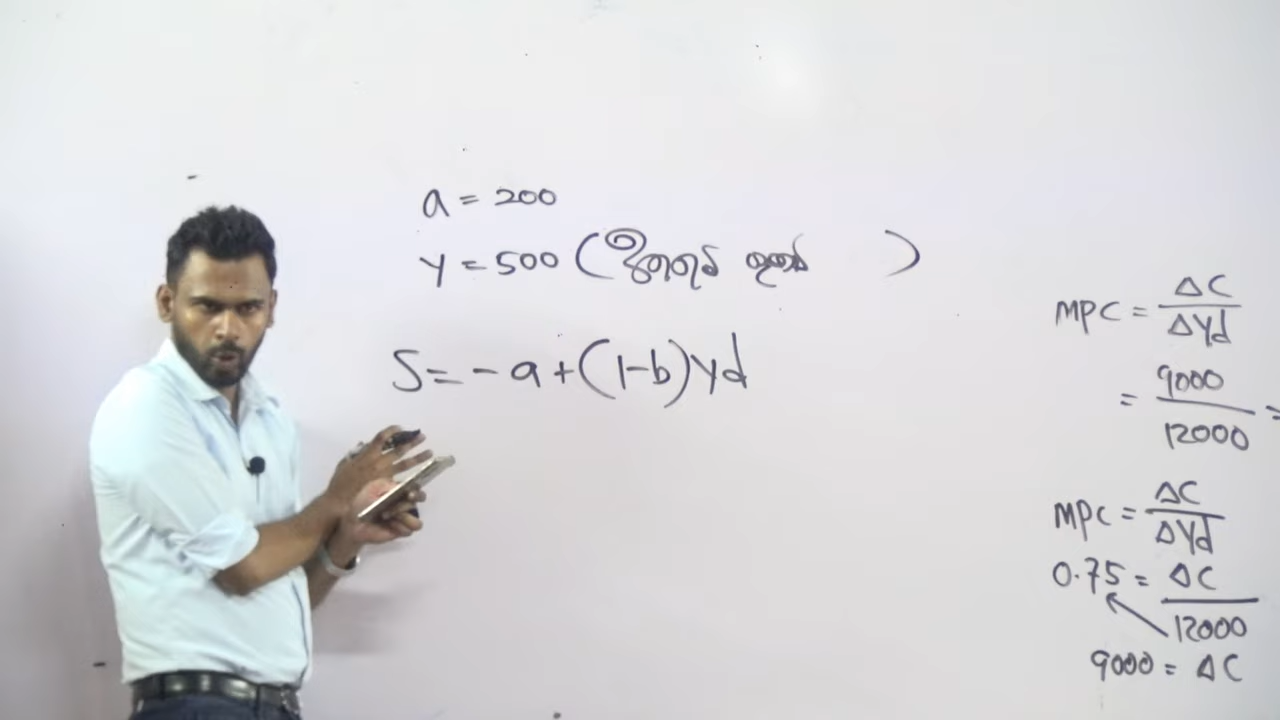 a = 200
y = 500 ( )
S = - a + (1-b) yd
MPC = ΔC / ΔYd
= 9000 / 12000 =
MPC = ΔC / ΔYd
0.75 = ΔC / 12000
9000 = ΔC